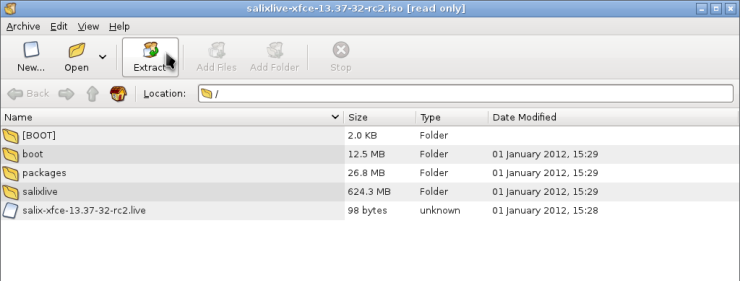 salixlive-xfce-13.37-32-rc2.iso [read only]
Archive Edit View Help
New... Open Extract Add Files Add Folder Stop
Back Location: /
Name Size Type Date Modified
[BOOT] 2.0 KB Folder
boot 12.5 MB Folder 01 January 2012, 15:29
packages 26.8 MB Folder 01 January 2012, 15:29
salixlive 624.3 MB Folder 01 January 2012, 15:29
salix-xfce-13.37-32-rc2.live 98 bytes unknown 01 January 2012, 15:28